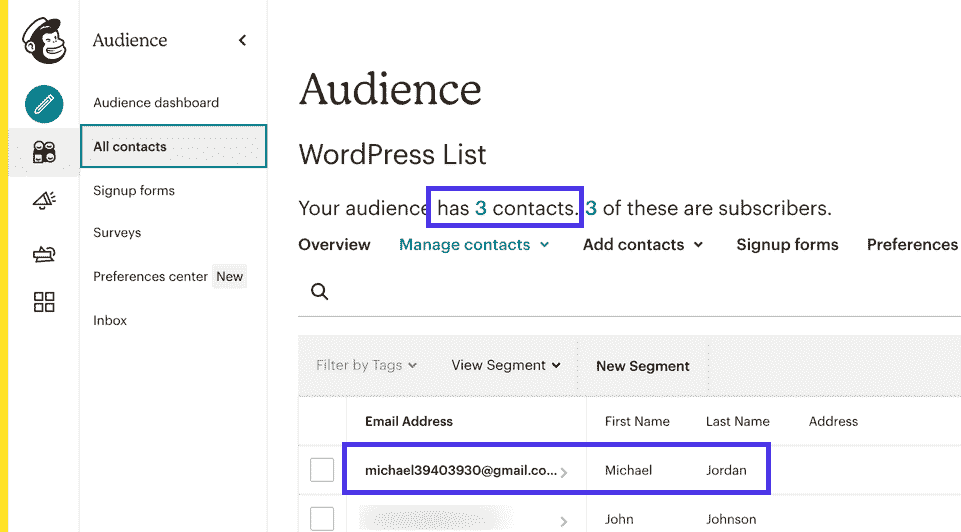 Audience
Audience dashboard
All contacts
Signup forms
Surveys
Preferences center New
Inbox
Audience
WordPress List
Your audience has 3 contacts. 3 of these are subscribers.
Overview Manage contacts Add contacts Signup forms Preferences
Filter by Tags View Segment New Segment
Email Address First Name Last Name Address
michael39403930@gmail.co... Michael Jordan
John Johnson